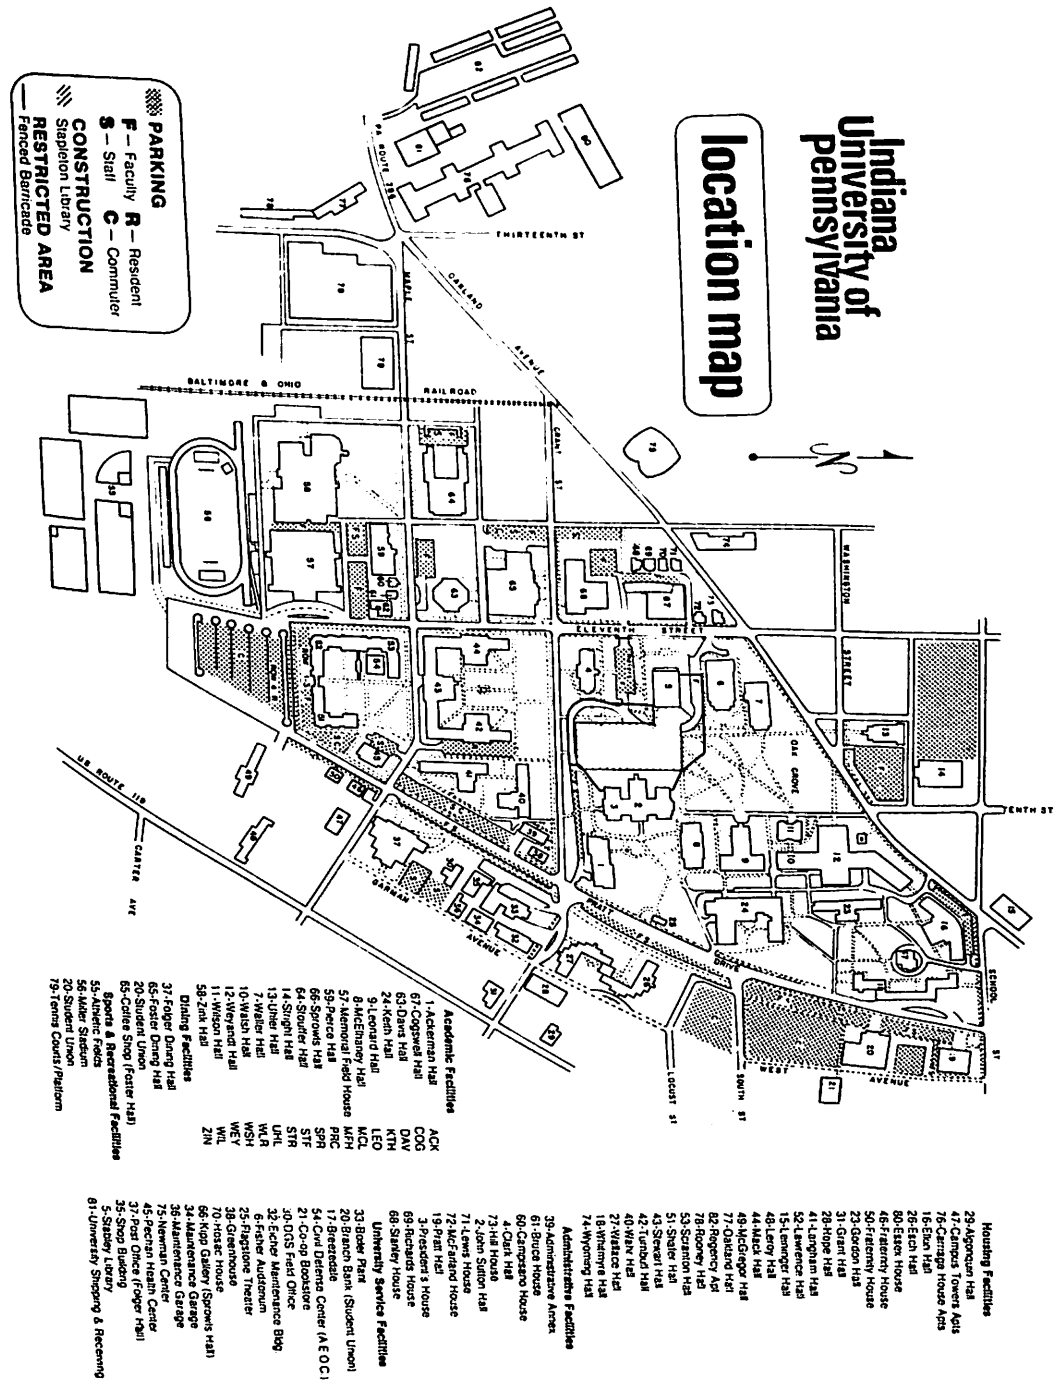 Indiana
University of
Pennsylvania
location map
PARKING
F – Faculty R – Resident
S – Staff C – Commuter
CONSTRUCTION
Stapleton Library
RESTRICTED AREA
Fenced Barricade
N
PA ROUTE 286
THIRTEENTH ST
OAKLAND AVENUE
MAPLE ST
BALTIMORE & OHIO RAILROAD
GRANT ST
WASHINGTON STREET
ELEVENTH STREET
OAK GROVE
TENTH ST
US ROUTE 119
CARTER AVE
GARMAN AVENUE
PRATT DRIVE
SCHOOL ST
WEST AVENUE
SOUTH ST
LOCUST ST
Academic Facilities
1-Ackerman Hall ACK
67-Cogswell Hall COG
63-Davis Hall DAV
24-Keith Hall KTH
9-Leonard Hall LEO
8-McElhaney Hall MCL
57-Memorial Field House MFH
59-Pierce Hall PRC
66-Sprowls Hall SPR
64-Stouffer Hall STF
14-Stright Hall STR
13-Uhler Hall UHL
7-Waller Hall WLR
10-Walsh Hall WSH
12-Weyandt Hall WEY
11-Wilson Hall WIL
58-Zink Hall ZIN
Dining Facilities
37-Folger Dining Hall
65-Foster Dining Hall
20-Student Union
65-Coffee Shop (Foster Hall)
Sports & Recreational Facilities
55-Athletic Fields
56-Miller Stadium
20-Student Union
79-Tennis Courts/Platform
Housing Facilities
29-Algonquin Hall
47-Campus Towers Apts
76-Carriage House Apts
16-Elkin Hall
26-Esch Hall
80-Essex House
46-Fraternity House
50-Fraternity House
23-Gordon Hall
31-Grant Hall
28-Hope Hall
41-Langham Hall
52-Lawrence Hall
15-Leininger Hall
48-Leroy Hall
44-Mack Hall
49-McGregor Hall
77-Oakland Hall
82-Regency Apt
78-Rooney Hall
53-Scranton Hall
51-Shafer Hall
43-Stewart Hall
42-Turnbull Hall
40-Wahr Hall
27-Wallace Hall
18-Whitmyre Hall
74-Wyoming Hall
Administrative Facilities
39-Administrative Annex
61-Bruce House
60-Camposano House
4-Clark Hall
73-Hall House
2-John Sutton Hall
71-Lewis House
72-McFarland House
19-Pratt Hall
3-President's House
69-Richards House
68-Stanley House
University Service Facilities
33-Boiler Plant
20-Branch Bank (Student Union)
17-Breezedale
54-Civil Defense Center (A E O C)
21-Co-op Bookstore
30-DGS Field Office
32-Eicher Maintenance Bldg
6-Fisher Auditorium
25-Flagstone Theater
38-Greenhouse
70-Hosac House
66-Kipp Gallery (Sprowls Hall)
34-Maintenance Garage
36-Maintenance Garage
75-Newman Center
45-Pechan Health Center
37-Post Office (Folger Hall)
35-Shop Building
5-Stapley Library
81-University Shipping & Receiving